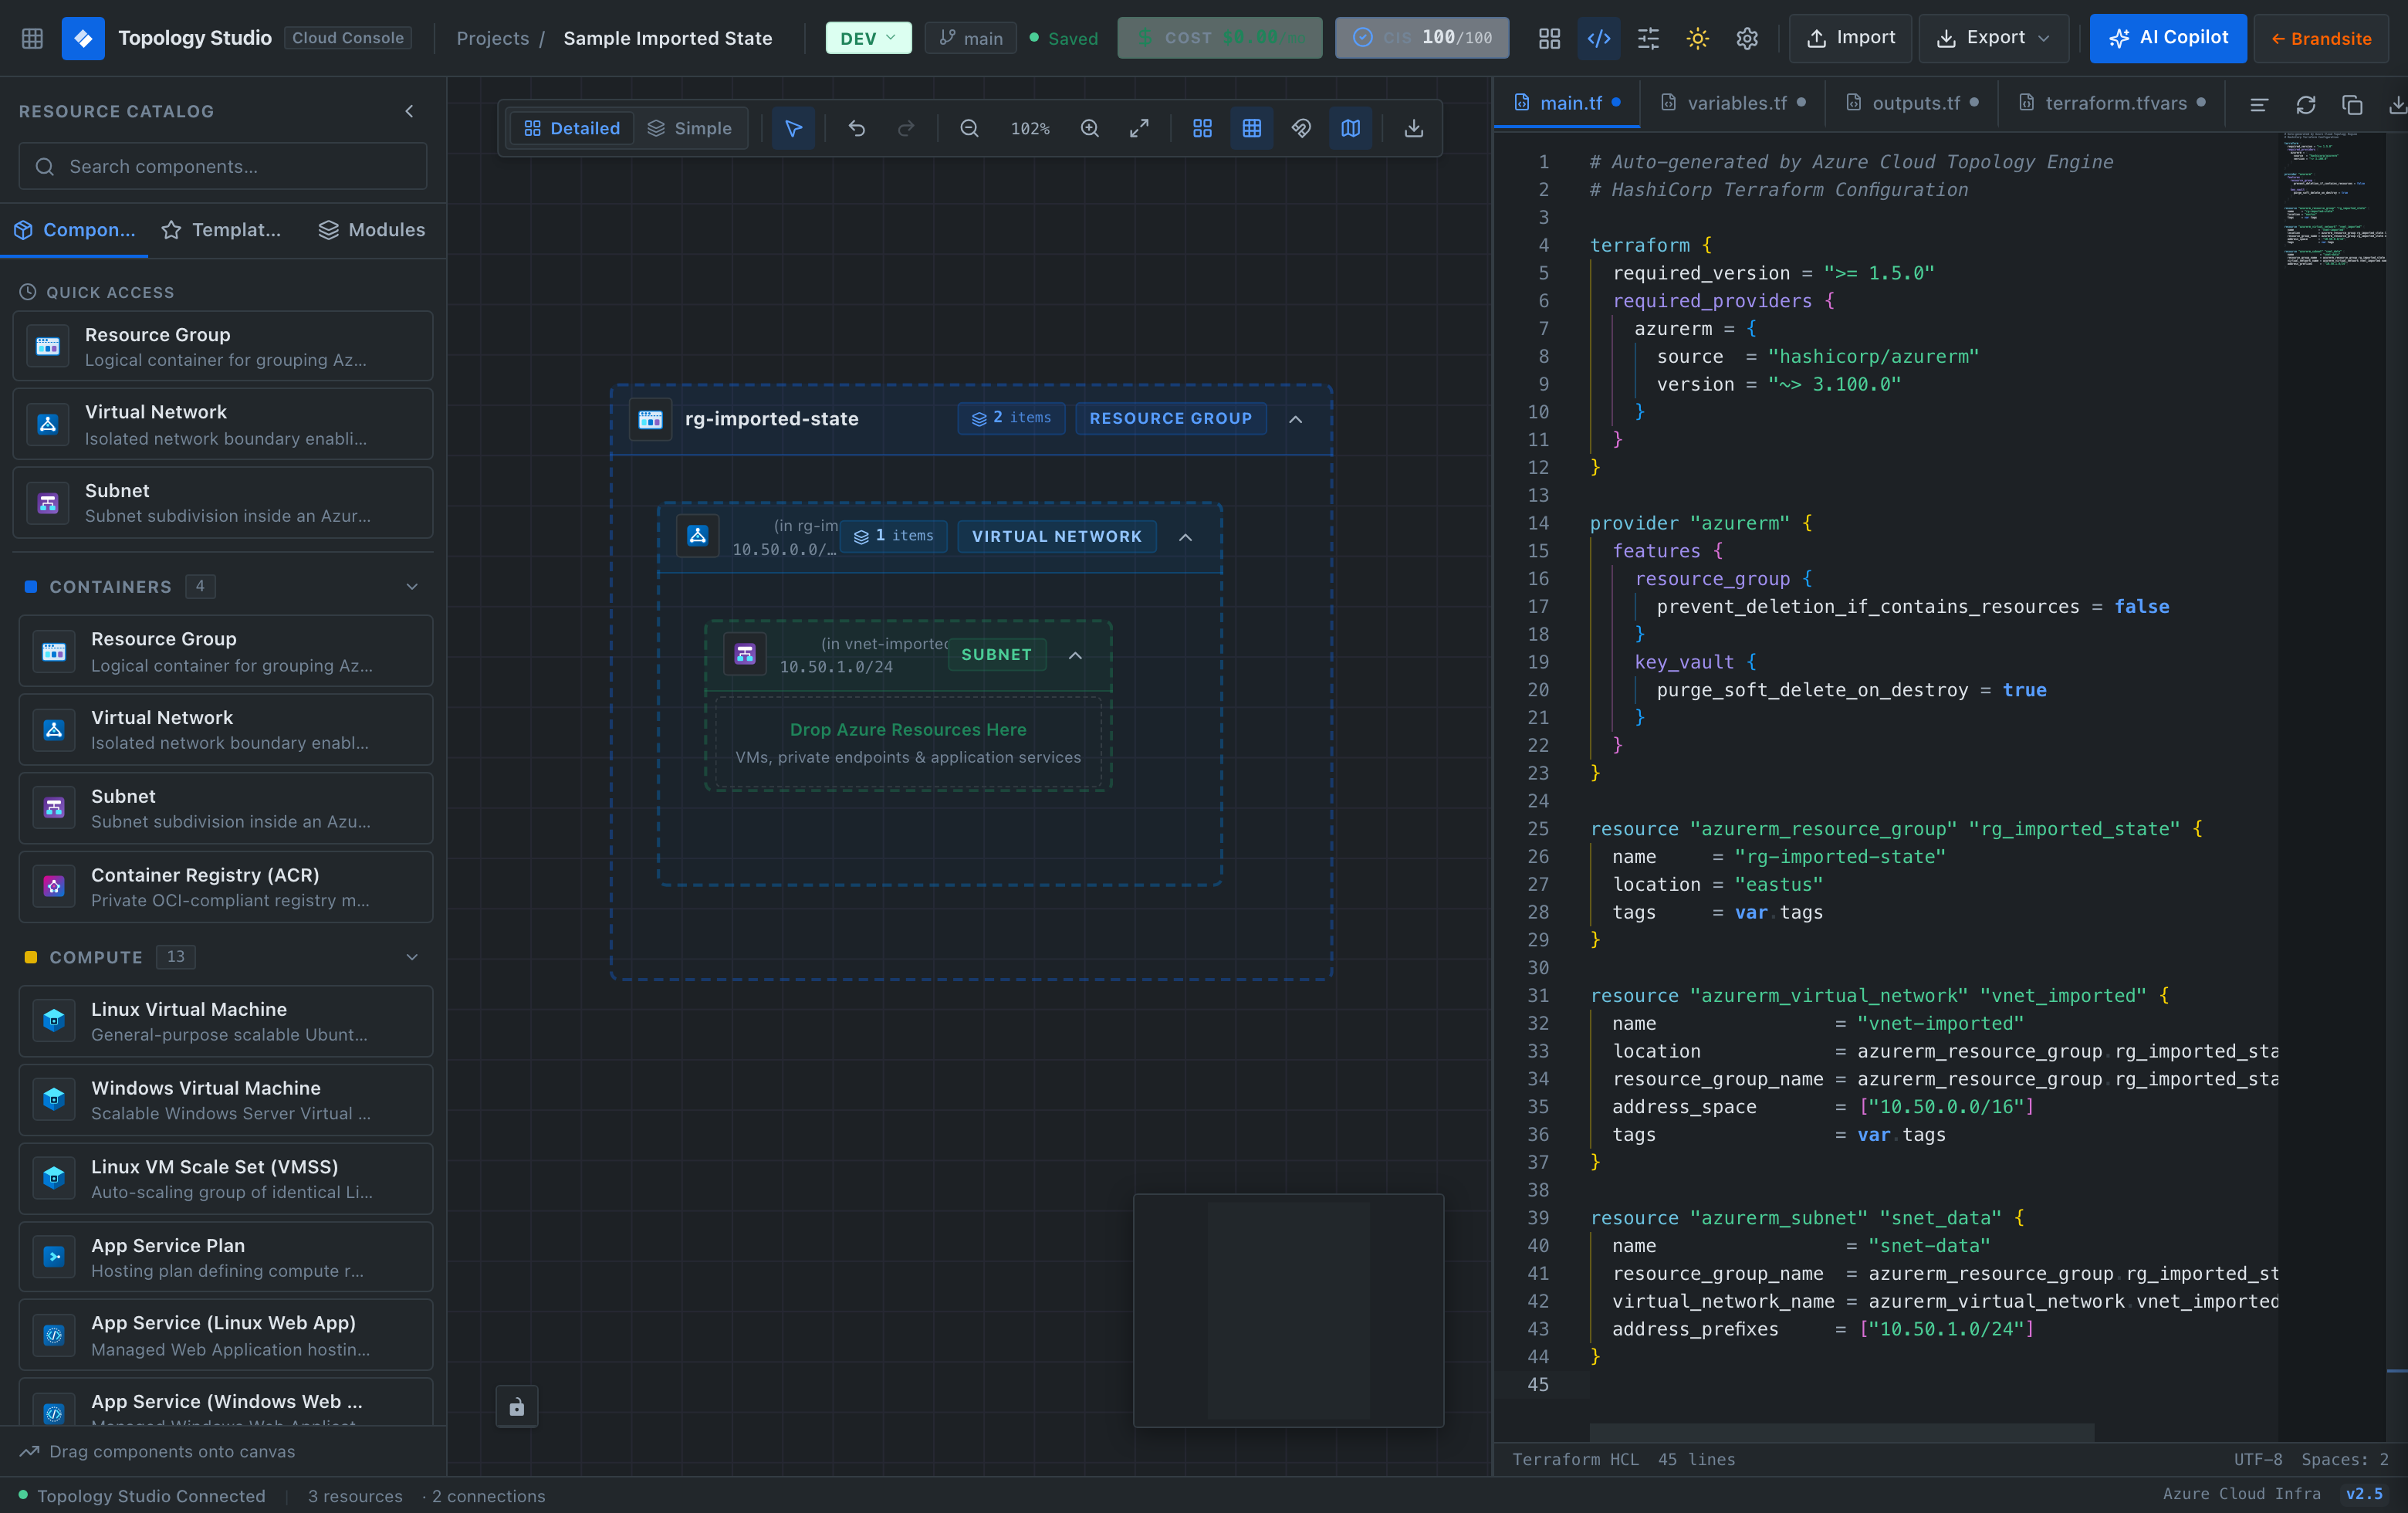 Topology Studio
Cloud Console
Projects / Sample Imported State
DEV
main
Saved
COST $0.00/mo
CIS 100/100
Import
Export
AI Copilot
← Brandsite
RESOURCE CATALOG
Search components...
Compon...
Templat...
Modules
QUICK ACCESS
Resource Group
Logical container for grouping Az...
Virtual Network
Isolated network boundary enabli...
Subnet
Subnet subdivision inside an Azur...
CONTAINERS 4
Resource Group
Logical container for grouping Az...
Virtual Network
Isolated network boundary enabl...
Subnet
Subnet subdivision inside an Azu...
Container Registry (ACR)
Private OCI-compliant registry m...
COMPUTE 13
Linux Virtual Machine
General-purpose scalable Ubunt...
Windows Virtual Machine
Scalable Windows Server Virtual ...
Linux VM Scale Set (VMSS)
Auto-scaling group of identical Li...
App Service Plan
Hosting plan defining compute r...
App Service (Linux Web App)
Managed Web Application hostin...
App Service (Windows Web ...
Managed Windows Web Applicat...
Drag components onto canvas
Detailed
Simple
102%
rg-imported-state
2 items
RESOURCE GROUP
(in rg-im
10.50.0.0/...
1 items
VIRTUAL NETWORK
(in vnet-imported
10.50.1.0/24
SUBNET
Drop Azure Resources Here
VMs, private endpoints & application services
main.tf
variables.tf
outputs.tf
terraform.tfvars
1 # Auto-generated by Azure Cloud Topology Engine
2 # HashiCorp Terraform Configuration
3
4 terraform {
5 required_version = ">= 1.5.0"
6 required_providers {
7 azurerm = {
8 source  = "hashicorp/azurerm"
9 version = "~> 3.100.0"
10 }
11 }
12 }
13
14 provider "azurerm" {
15 features {
16 resource_group {
17 prevent_deletion_if_contains_resources = false
18 }
19 key_vault {
20 purge_soft_delete_on_destroy = true
21 }
22 }
23 }
24
25 resource "azurerm_resource_group" "rg_imported_state" {
26 name     = "rg-imported-state"
27 location = "eastus"
28 tags     = var.tags
29 }
30
31 resource "azurerm_virtual_network" "vnet_imported" {
32 name                = "vnet-imported"
33 location            = azurerm_resource_group.rg_imported_sta
34 resource_group_name = azurerm_resource_group.rg_imported_sta
35 address_space       = ["10.50.0.0/16"]
36 tags                = var.tags
37 }
38
39 resource "azurerm_subnet" "snet_data" {
40 name                 = "snet-data"
41 resource_group_name  = azurerm_resource_group.rg_imported_st
42 virtual_network_name = azurerm_virtual_network.vnet_imported
43 address_prefixes     = ["10.50.1.0/24"]
44 }
45
Terraform HCL 45 lines
UTF-8 Spaces: 2
Topology Studio Connected
3 resources · 2 connections
Azure Cloud Infra v2.5